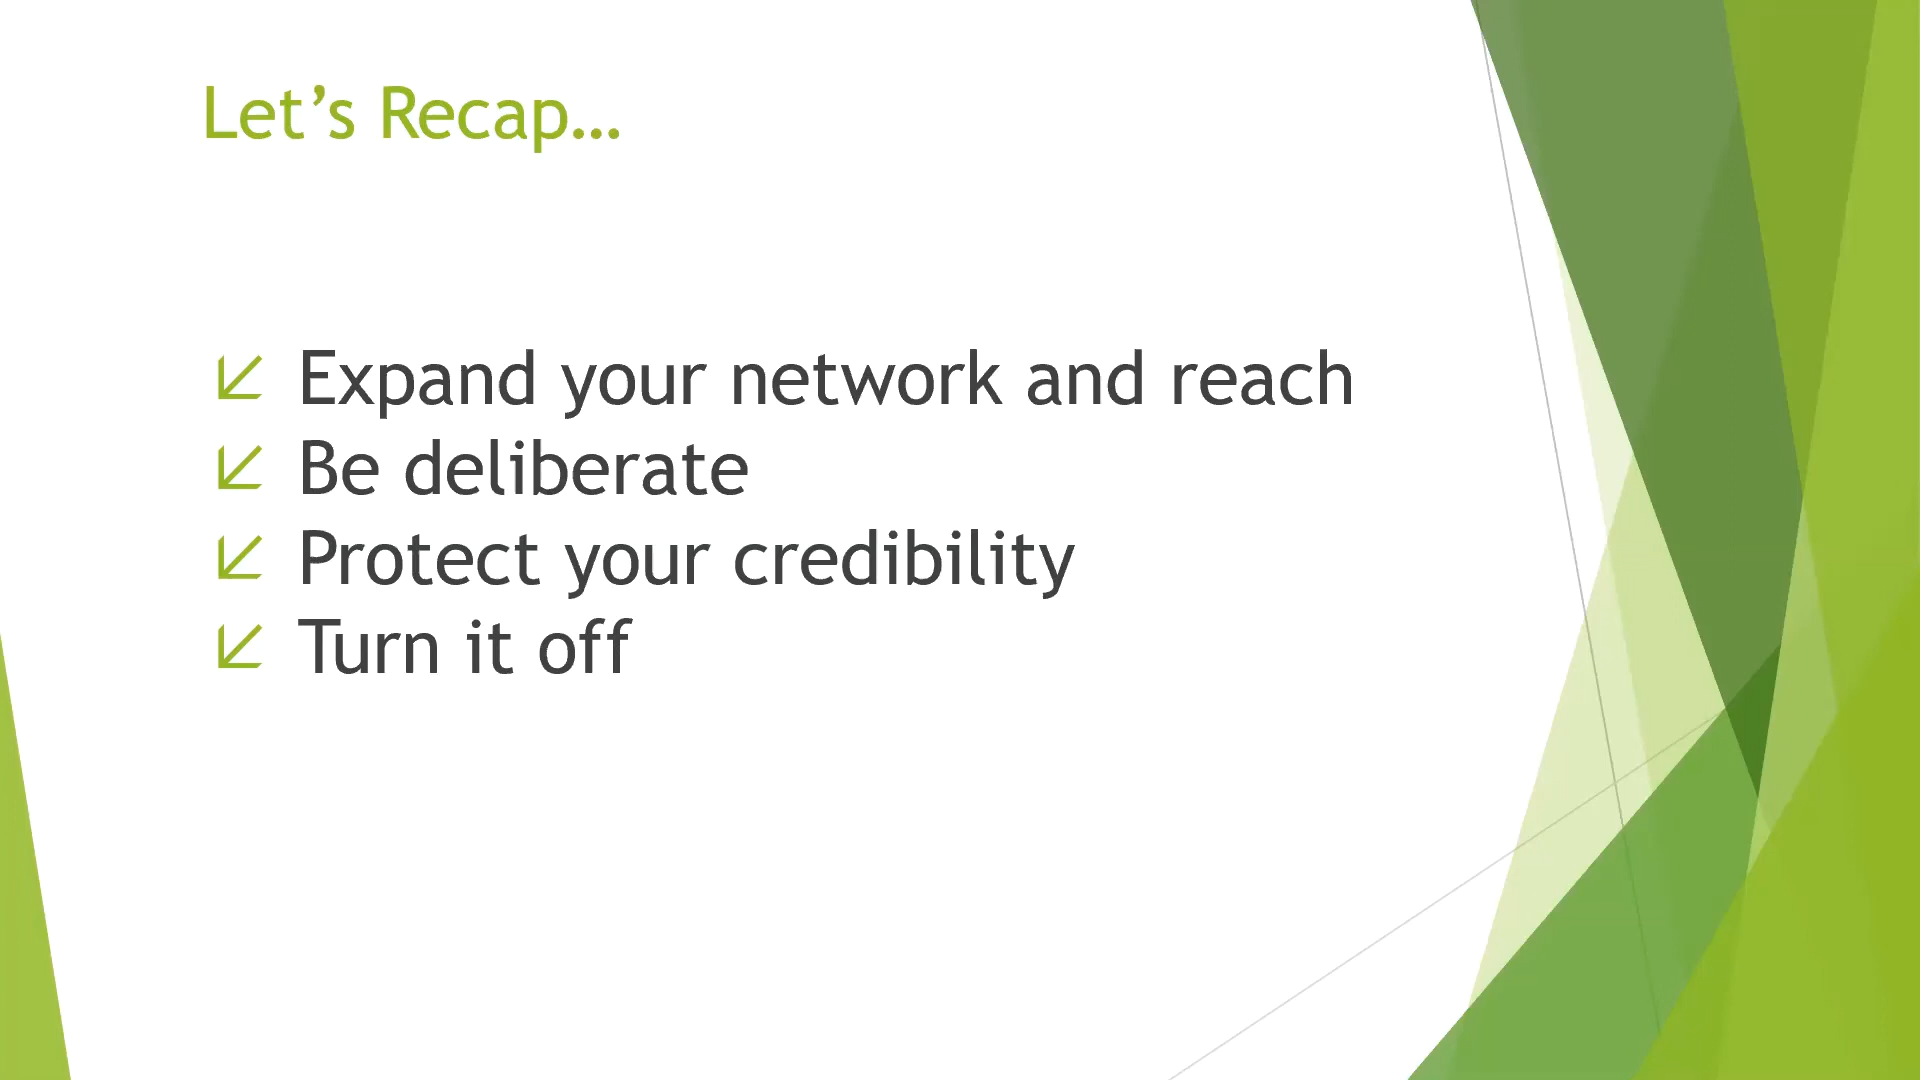 Let’s Recap…
Expand your network and reach
Be deliberate
Protect your credibility
Turn it off